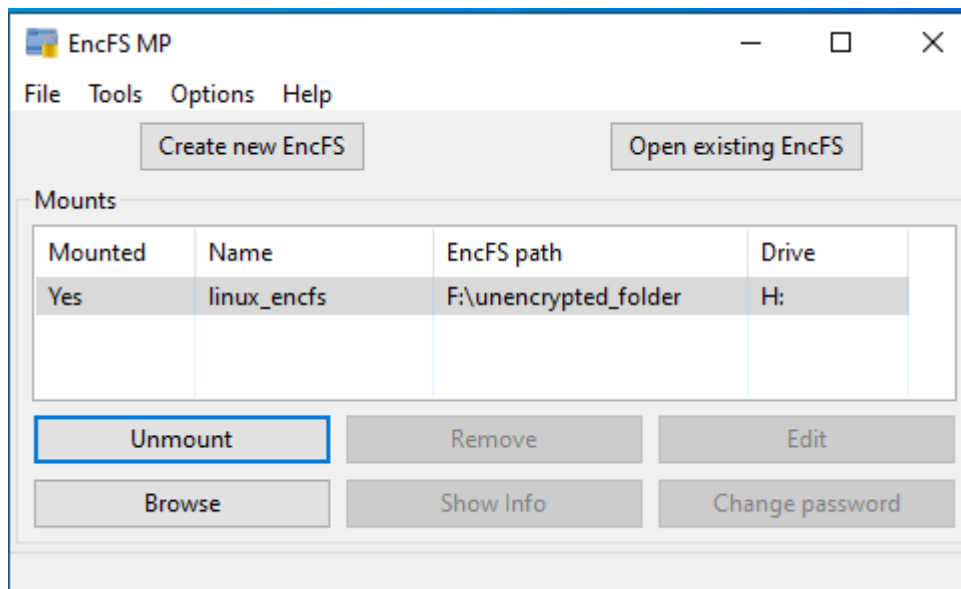 EncFS MP
File Tools Options Help
Create new EncFS Open existing EncFS
Mounts
Mounted Name EncFS path Drive
Yes linux_encfs F:\unencrypted_folder H:
Unmount Remove Edit
Browse Show Info Change password